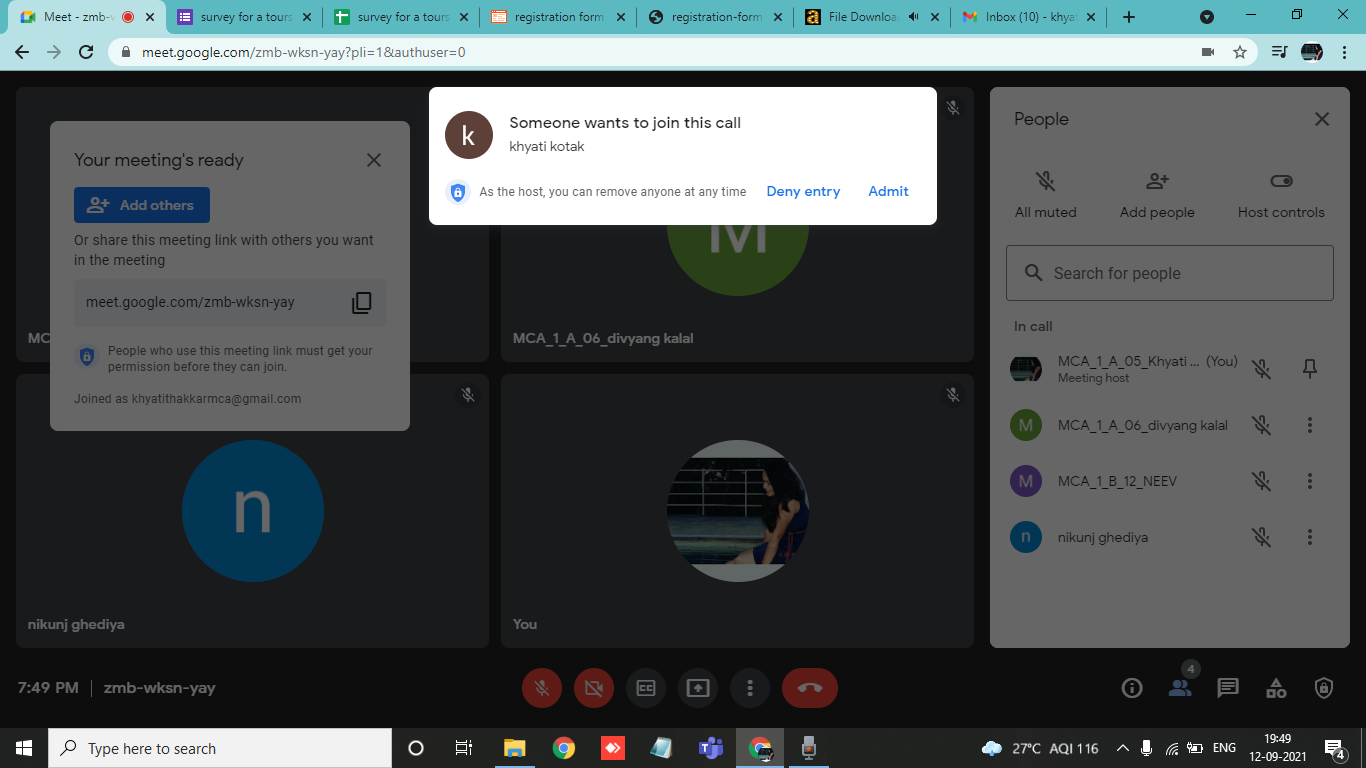 Meet - zmb-w
survey for a tours
survey for a tours
registration form
registration-form
File Download
Inbox (10) - khya
meet.google.com/zmb-wksn-yay?pli=1&authuser=0
Someone wants to join this call
k
khyati kotak
As the host, you can remove anyone at any time
Deny entry
Admit
Your meeting's ready
Add others
Or share this meeting link with others you want
in the meeting
meet.google.com/zmb-wksn-yay
People who use this meeting link must get your
permission before they can join.
Joined as khyatithakkarmca@gmail.com
MC
M
MCA_1_A_06_divyang kalal
n
nikunj ghediya
You
People
All muted
Add people
Host controls
Search for people
In call
MCA_1_A_05_Khyati ... (You)
Meeting host
M
MCA_1_A_06_divyang kalal
M
MCA_1_B_12_NEEV
n
nikunj ghediya
7:49 PM
zmb-wksn-yay
CC
4
Type here to search
27°C AQI 116
ENG
19:49
12-09-2021
4